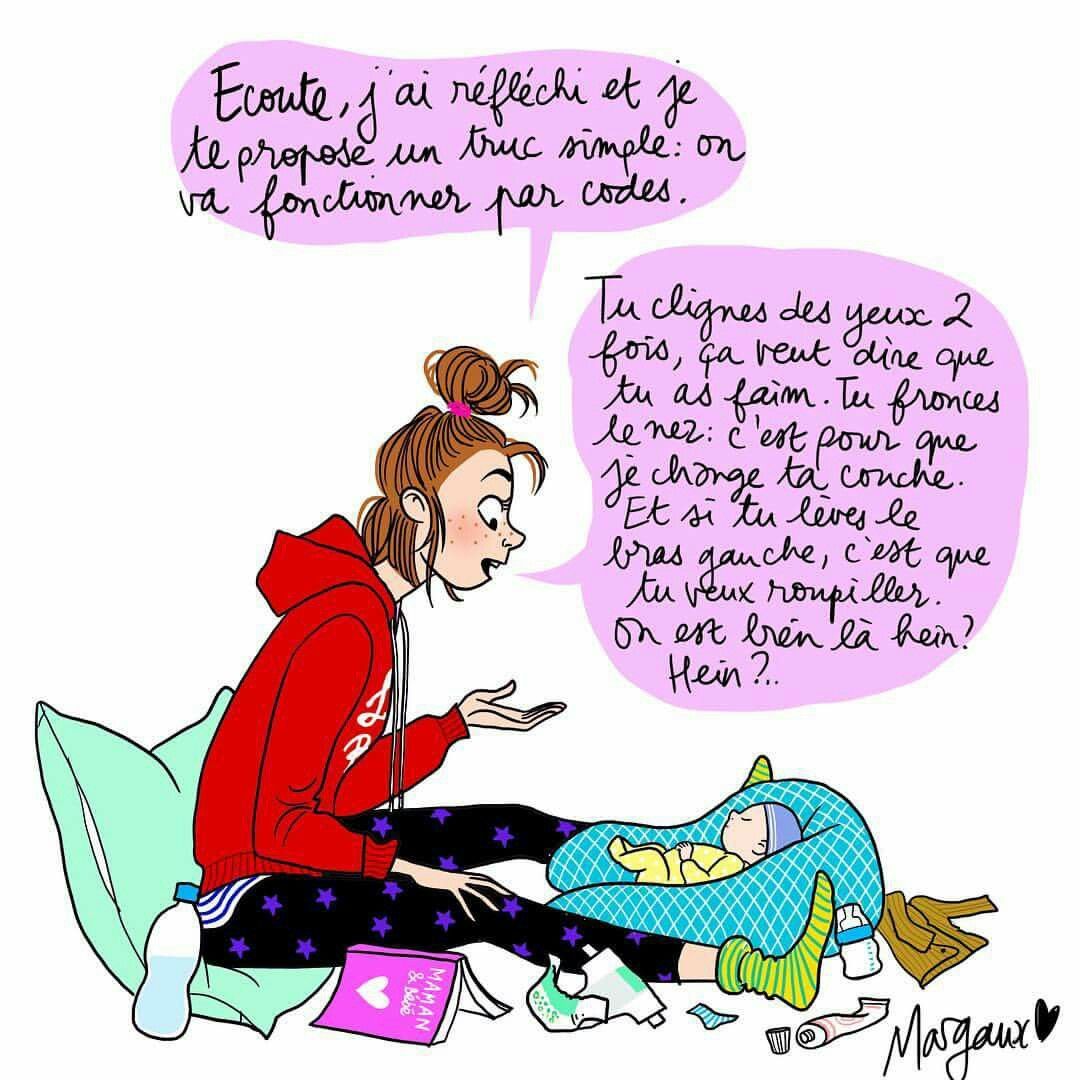 Ecoute, j'ai réfléchi et je
te propose un truc simple: on
va fonctionner par codes.
Tu clignes des yeux 2
fois, ça veut dire que
tu as faim. Tu fronces
le nez: c'est pour que
je change ta couche.
Et si tu lèves le
bras gauche, c'est que
tu veux roupiller.
On est bien là hein?
Hein?..
MAMAN
& Bébé
Margaux